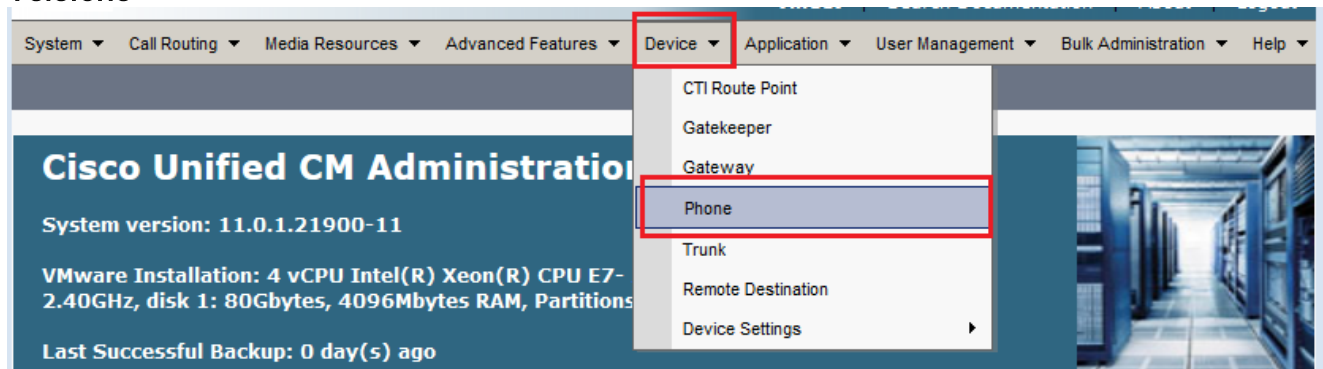 System Call Routing Media Resources Advanced Features Device Application User Management Bulk Administration Help
CTI Route Point
Gatekeeper
Gateway
Phone
Trunk
Remote Destination
Device Settings
Cisco Unified CM Administration
System version: 11.0.1.21900-11
VMware Installation: 4 vCPU Intel(R) Xeon(R) CPU E7-
2.40GHz, disk 1: 80Gbytes, 4096Mbytes RAM, Partitions
Last Successful Backup: 0 day(s) ago